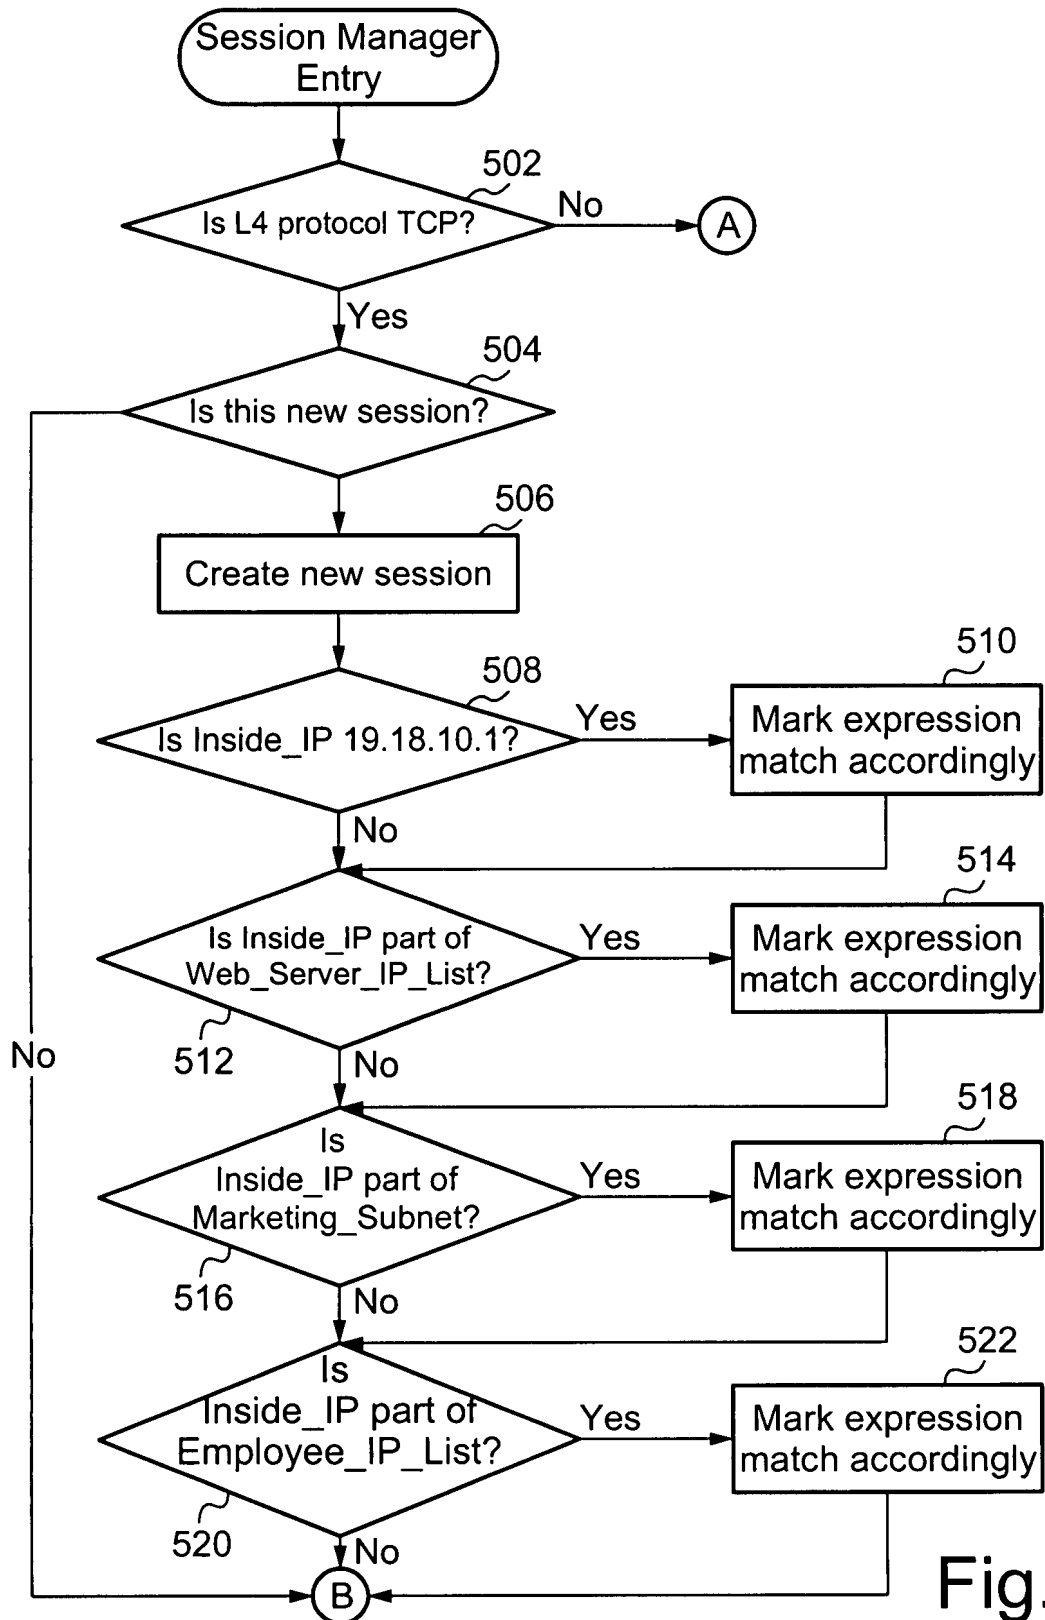 Session Manager
Entry
502
Is L4 protocol TCP?
No
A
Yes
504
Is this new session?
506
Create new session
508
Is Inside_IP 19.18.10.1?
Yes
510
Mark expression
match accordingly
No
Is Inside_IP part of
Web_Server_IP_List?
512
Yes
514
Mark expression
match accordingly
No
No
Is
Inside_IP part of
Marketing_Subnet?
516
Yes
518
Mark expression
match accordingly
No
Is
Inside_IP part of
Employee_IP_List?
520
Yes
522
Mark expression
match accordingly
No
B
Fig.